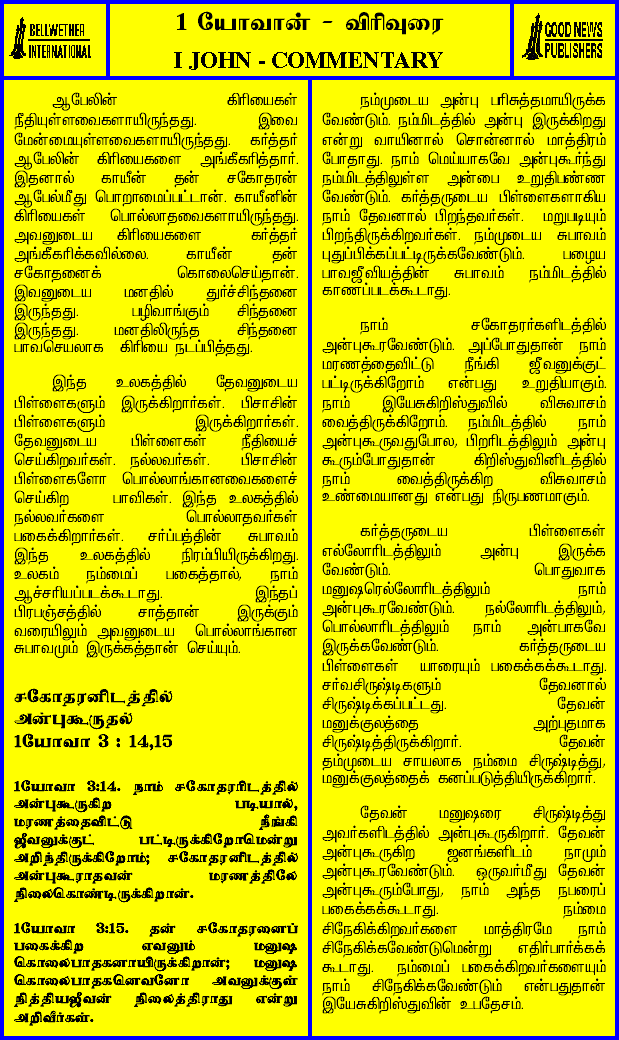 BELLWETHER
INTERNATIONAL
1 யோவான் - விரிவுரை
I JOHN - COMMENTARY
GOOD NEWS
PUBLISHERS
ஆபேலின் கிரியைகள்
நீதியுள்ளவைகளாயிருந்தது. இவை
மேன்மையுள்ளவைகளாயிருந்தது. கர்த்தர்
ஆபேலின் கிரியைகளை அங்கீகரித்தார்.
இதனால் காயீன் தன் சகோதரன்
ஆபேல்மீது பொறாமைப்பட்டான். காயீனின்
கிரியைகள் பொல்லாதவைகளாயிருந்தது.
அவனுடைய கிரியைகளை கர்த்தர்
அங்கீகரிக்கவில்லை. காயீன் தன்
சகோதனைக் கொலைசெய்தான்.
இவனுடைய மனதில் துர்ச்சிந்தனை
இருந்தது. பழிவாங்கும் சிந்தனை
இருந்தது. மனதிலிருந்த சிந்தனை
பாவசெயலாக கிரியை நடப்பித்தது.
இந்த உலகத்தில் தேவனுடைய
பிள்ளைகளும் இருக்கிறார்கள். பிசாசின்
பிள்ளைகளும் இருக்கிறார்கள்.
தேவனுடைய பிள்ளைகள் நீதியைச்
செய்கிறவர்கள். நல்லவர்கள். பிசாசின்
பிள்ளைகளோ பொல்லாங்கானவைகளைச்
செய்கிற பாவிகள். இந்த உலகத்தில்
நல்லவர்களை பொல்லாதவர்கள்
பகைக்கிறார்கள். சர்ப்பத்தின் சுபாவம்
இந்த உலகத்தில் நிரம்பியிருக்கிறது.
உலகம் நம்மைப் பகைத்தால், நாம்
ஆச்சரியப்படக்கூடாது. இந்தப்
பிரபஞ்சத்தில் சாத்தான் இருக்கும்
வரையிலும் அவனுடைய பொல்லாங்கான
சுபாவமும் இருக்கத்தான் செய்யும்.
சகோதரனிடத்தில்
அன்புகூருதல்
1யோவா 3 : 14,15
1யோவா 3:14. நாம் சகோதரரிடத்தில்
அன்புகூருகிற படியால்,
மரணத்தைவிட்டு நீங்கி
ஜீவனுக்குட் பட்டிருக்கிறோமென்று
அறிந்திருக்கிறோம்; சகோதரனிடத்தில்
அன்புகூராதவன் மரணத்திலே
நிலைகொண்டிருக்கிறான்.
1யோவா 3:15. தன் சகோதரனைப்
பகைக்கிற எவனும் மனுஷ
கொலைபாதகனாயிருக்கிறான்; மனுஷ
கொலைபாதகனெவனோ அவனுக்குள்
நித்தியஜீவன் நிலைத்திராது என்று
அறிவீர்கள்.
நம்முடைய அன்பு பரிசுத்தமாயிருக்க
வேண்டும். நம்மிடத்தில் அன்பு இருக்கிறது
என்று வாயினால் சொன்னால் மாத்திரம்
போதாது. நாம் மெய்யாகவே அன்புகூர்ந்து
நம்மிடத்திலுள்ள அன்பை உறுதிபண்ண
வேண்டும். கர்த்தருடைய பிள்ளைகளாகிய
நாம் தேவனால் பிறந்தவர்கள். மறுபடியும்
பிறந்திருக்கிறவர்கள். நம்முடைய சுபாவம்
புதுப்பிக்கப்பட்டிருக்கவேண்டும். பழைய
பாவஜீவியத்தின் சுபாவம் நம்மிடத்தில்
காணப்படக்கூடாது.
நாம் சகோதரர்களிடத்தில்
அன்புகூரவேண்டும். அப்போதுதான் நாம்
மரணத்தைவிட்டு நீங்கி ஜீவனுக்குட்
பட்டிருக்கிறோம் என்பது உறுதியாகும்.
நாம் இயேசுகிறிஸ்துவில் விசுவாசம்
வைத்திருக்கிறோம். நம்மிடத்தில் நாம்
அன்புகூருவதுபோல, பிறரிடத்திலும் அன்பு
கூரும்போதுதான் கிறிஸ்துவினிடத்தில்
நாம் வைத்திருக்கிற விசுவாசம்
உண்மையானது என்பது நிருபணமாகும்.
கர்த்தருடைய பிள்ளைகள்
எல்லோரிடத்திலும் அன்பு இருக்க
வேண்டும். பொதுவாக
மனுஷரெல்லோரிடத்திலும் நாம்
அன்புகூரவேண்டும். நல்லோரிடத்திலும்,
பொல்லாரிடத்திலும் நாம் அன்பாகவே
இருக்கவேண்டும். கர்த்தருடைய
பிள்ளைகள் யாரையும் பகைக்கக்கூடாது.
சர்வசிருஷ்டிகளும் தேவனால்
சிருஷ்டிக்கப்பட்டது. தேவன்
மனுக்குலத்தை அற்புதமாக
சிருஷ்டித்திருக்கிறார். தேவன்
தம்முடைய சாயலாக நம்மை சிருஷ்டித்து,
மனுக்குலத்தைக் கனப்படுத்தியிருக்கிறார்.
தேவன் மனுஷரை சிருஷ்டித்து
அவர்களிடத்தில் அன்புகூருகிறார். தேவன்
அன்புகூருகிற ஜனங்களிடம் நாமும்
அன்புகூரவேண்டும். ஒருவர்மீது தேவன்
அன்புகூரும்போது, நாம் அந்த நபரைப்
பகைக்கக்கூடாது. நம்மை
சிநேகிக்கிறவர்களை மாத்திரமே நாம்
சிநேகிக்கவேண்டுமென்று எதிர்பார்க்கக்
கூடாது. நம்மைப் பகைக்கிறவர்களையும்
நாம் சிநேகிக்கவேண்டும் என்பதுதான்
இயேசுகிறிஸ்துவின் உபதேசம்.